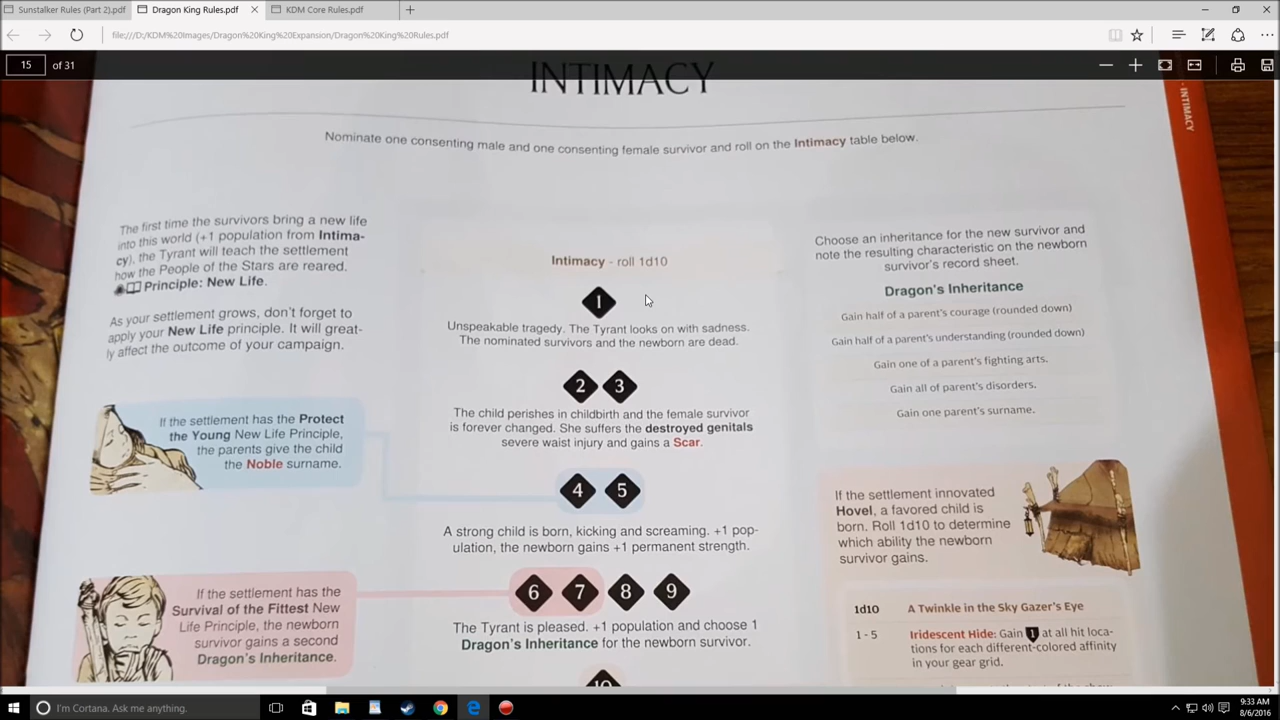 Sunstalker Rules (Part 2).pdf
Dragon King Rules.pdf
KDM Core Rules.pdf
file:///D:/KDM%20Images/Dragon%20King%20Expansion/Dragon%20King%20Rules.pdf
15 of 31
INTIMACY
- INTIMACY
Nominate one consenting male and one consenting female survivor and roll on the Intimacy table below.
The first time the survivors bring a new life
into this world (+1 population from Intima-
cy), the Tyrant will teach the settlement
how the People of the Stars are reared.
Principle: New Life.
As your settlement grows, don't forget to
apply your New Life principle. It will great-
ly affect the outcome of your campaign.
If the settlement has the Protect
the Young New Life Principle,
the parents give the child
the Noble surname.
If the settlement has the
Survival of the Fittest New
Life Principle, the newborn
survivor gains a second
Dragon's Inheritance.
Intimacy - roll 1d10
1
Unspeakable tragedy. The Tyrant looks on with sadness.
The nominated survivors and the newborn are dead.
2 3
The child perishes in childbirth and the female survivor
is forever changed. She suffers the destroyed genitals
severe waist injury and gains a Scar.
4 5
A strong child is born, kicking and screaming. +1 pop-
ulation, the newborn gains +1 permanent strength.
6 7 8 9
The Tyrant is pleased. +1 population and choose 1
Dragon's Inheritance for the newborn survivor.
10
Choose an inheritance for the new survivor and
note the resulting characteristic on the newborn
survivor's record sheet.
Dragon's Inheritance
Gain half of a parent's courage (rounded down)
Gain half of a parent's understanding (rounded down)
Gain one of a parent's fighting arts.
Gain all of parent's disorders.
Gain one parent's surname.
If the settlement innovated
Hovel, a favored child is
born. Roll 1d10 to determine
which ability the newborn
survivor gains.
1d10 A Twinkle in the Sky Gazer's Eye
1 - 5 Iridescent Hide: Gain 1 at all hit loca-
tions for each different-colored affinity
in your gear grid.
I'm Cortana. Ask me anything.
9:33 AM
8/6/2016